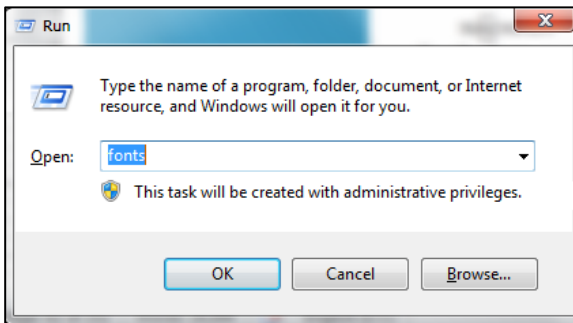 Run
Type the name of a program, folder, document, or Internet
resource, and Windows will open it for you.
Open: fonts
This task will be created with administrative privileges.
OK Cancel Browse...